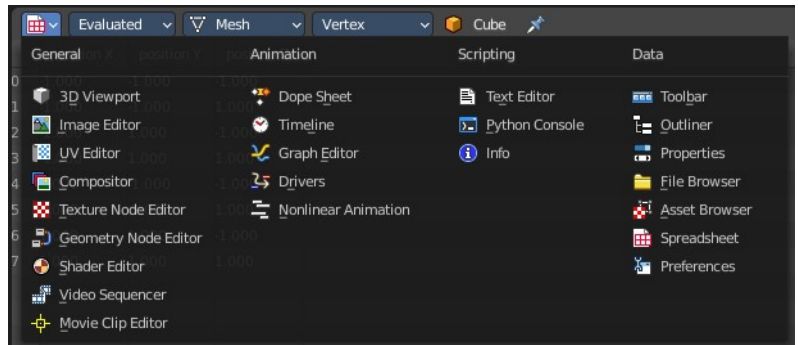 Evaluated Mesh Vertex Cube
General Animation Scripting Data
3D Viewport Dope Sheet Text Editor Toolbar
Image Editor Timeline Python Console Outliner
UV Editor Graph Editor Info Properties
Compositor Drivers File Browser
Texture Node Editor Nonlinear Animation Asset Browser
Geometry Node Editor Spreadsheet
Shader Editor Preferences
Video Sequencer
Movie Clip Editor